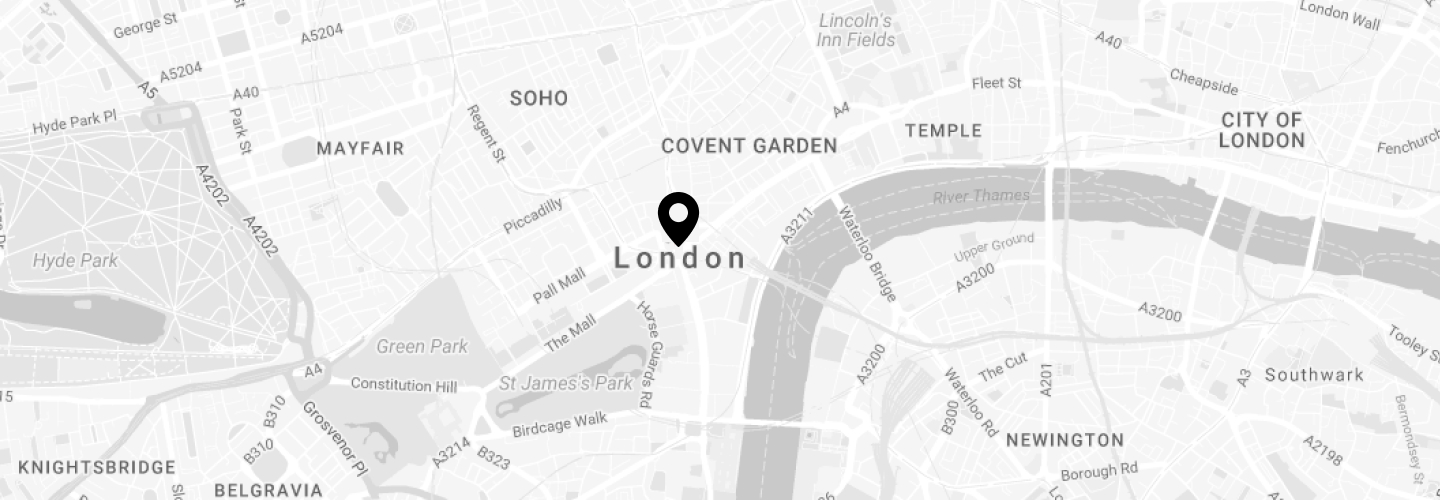 George St
A5204
Lincoln's
Inn Fields
London Wall
A40
A5204
A5
A40
Cheapside
Fleet St
SOHO
A4
Hyde Park Pl
Park St
Regent St
CITY OF
LONDON
TEMPLE
MAYFAIR
COVENT GARDEN
Fenchurch
A4202
River Thames
Piccadilly
A3211
Waterloo Bridge
A4202
Upper Ground
Hyde Park
London
A3200
Pall Mall
A3200
The Mall
Horse Guards Rd
Tooley St
Green Park
A3200
The Cut
A4
Constitution Hill
St James's Park
A201
A3
Southwark
15
B310
Grosvenor Pl
Birdcage Walk
Waterloo Rd
B300
Bermondsey St
NEWINGTON
B310
A3214
B323
A2198
KNIGHTSBRIDGE
Borough Rd
BELGRAVIA